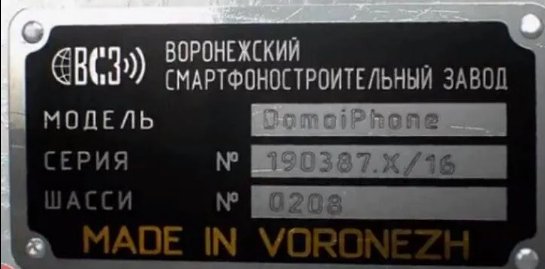 ВСЗ ВОРОНЕЖСКИЙ
СМАРТФОНОСТРОИТЕЛЬНЫЙ ЗАВОД
МОДЕЛЬ DomoiPhone
СЕРИЯ № 190387.X/16
ШАССИ № 0208
MADE IN VORONEZH